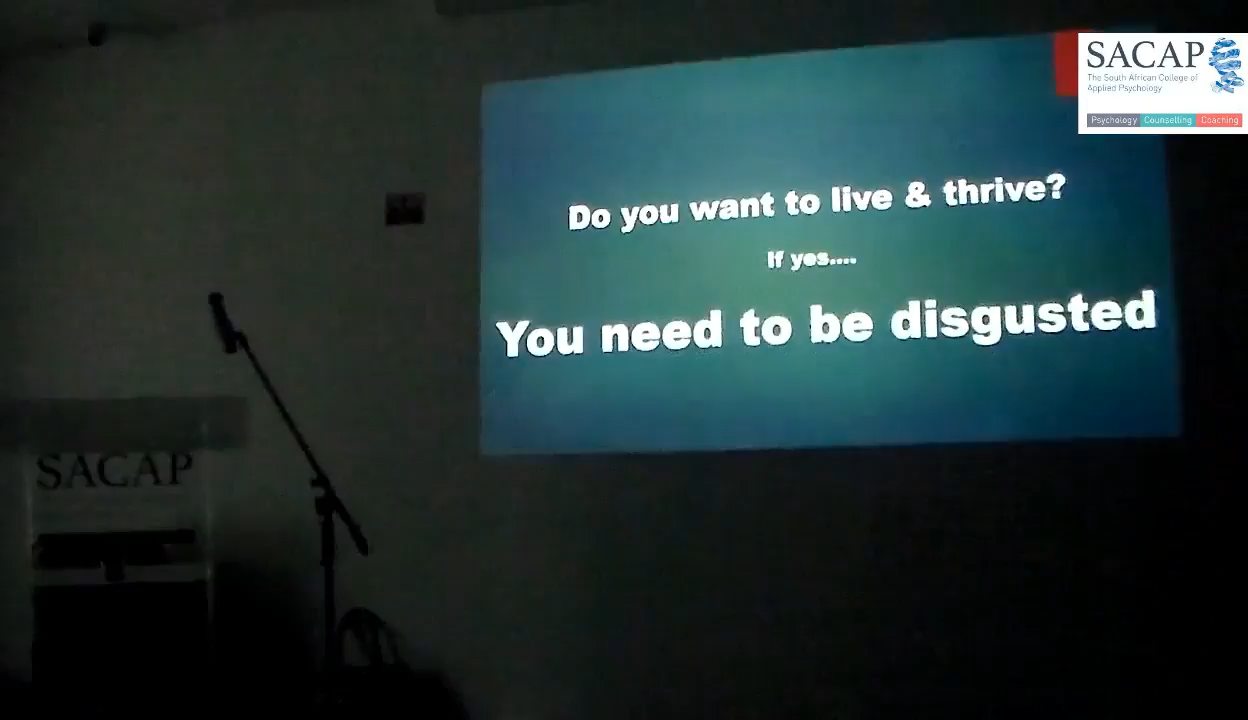 SACAP
The South African College of
Applied Psychology
Psychology Counselling Coaching
Do you want to live & thrive?
If yes....
You need to be disgusted
SACAP